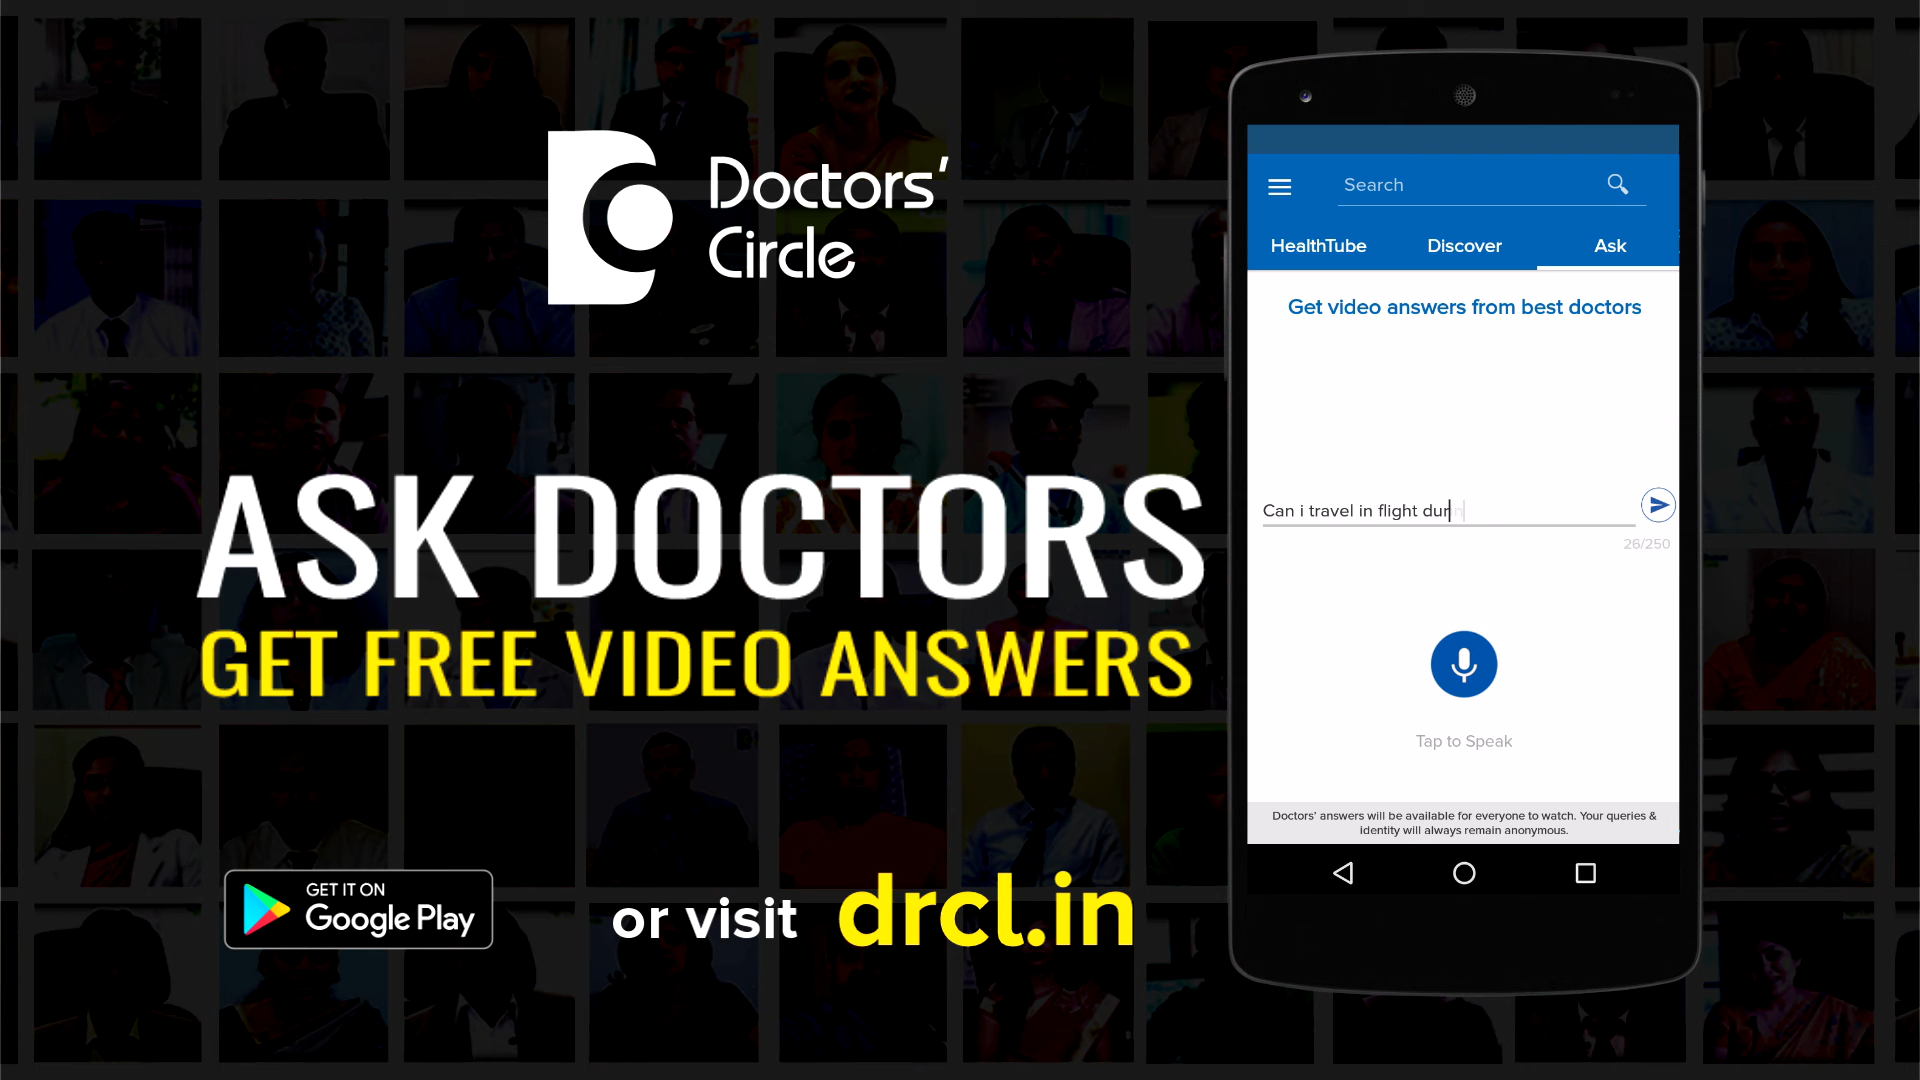 Doctors'
Circle
ASK DOCTORS
GET FREE VIDEO ANSWERS
GET IT ON
Google Play
or visit drcl.in
Search
HealthTube Discover Ask
Get video answers from best doctors
Can i travel in flight durin
26/250
Tap to Speak
Doctors' answers will be available for everyone to watch. Your queries &
identity will always remain anonymous.